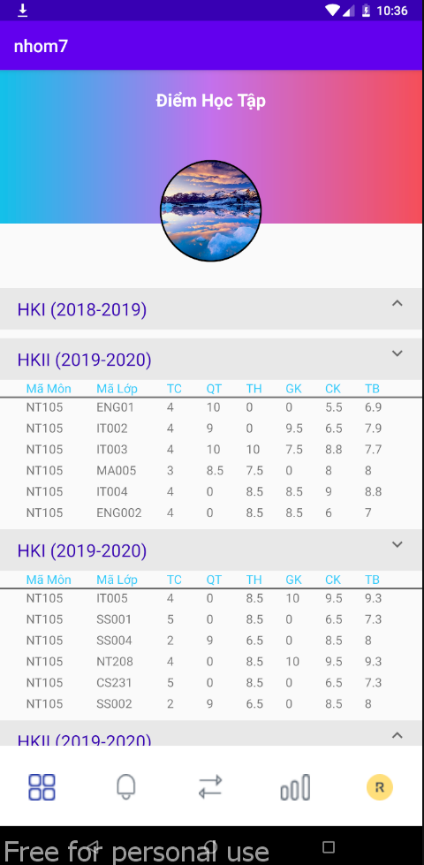 10:36
nhom7
Điểm Học Tập
HKI (2018-2019)
HKII (2019-2020)
Mã Môn Mã Lớp TC QT TH GK CK TB
NT105 ENG01 4 10 0 0 5.5 6.9
NT105 IT002 4 9 0 9.5 6.5 7.9
NT105 IT003 4 10 10 7.5 8.8 7.7
NT105 MA005 3 8.5 7.5 0 8 8
NT105 IT004 4 0 8.5 8.5 9 8.8
NT105 ENG002 4 0 8.5 8.5 6 7
HKI (2019-2020)
Mã Môn Mã Lớp TC QT TH GK CK TB
NT105 IT005 4 0 8.5 10 9.5 9.3
NT105 SS001 5 0 8.5 0 6.5 7.3
NT105 SS004 2 9 6.5 0 8.5 8
NT105 NT208 4 0 8.5 10 9.5 9.3
NT105 CS231 5 0 8.5 0 6.5 7.3
NT105 SS002 2 9 6.5 0 8.5 8
HKII (2019-2020)
R
Free for personal use